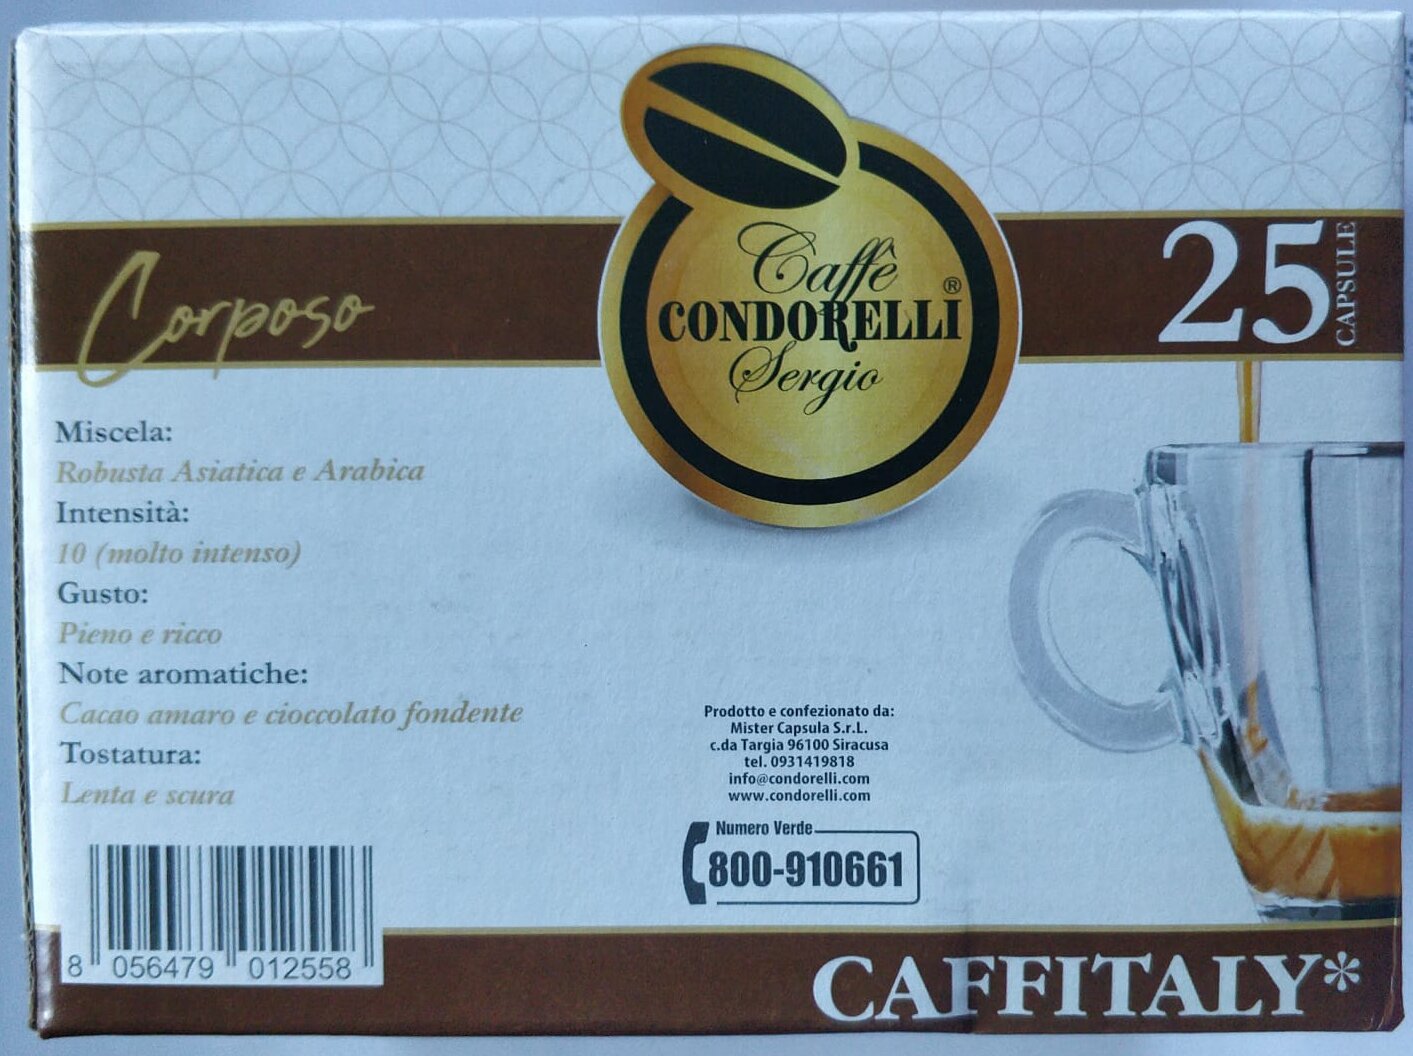 Caffè
CONDORELLI®
Sergio
25
CAPSULE
Corposo
Miscela:
Robusta Asiatica e Arabica
Intensità:
10 (molto intenso)
Gusto:
Pieno e ricco
Note aromatiche:
Cacao amaro e cioccolato fondente
Tostatura:
Lenta e scura
Prodotto e confezionato da:
Mister Capsula S.r.L.
c.da Targia 96100 Siracusa
tel. 0931419818
info@condorelli.com
www.condorelli.com
Numero Verde
800-910661
8 056479 012558
CAFFITALY*